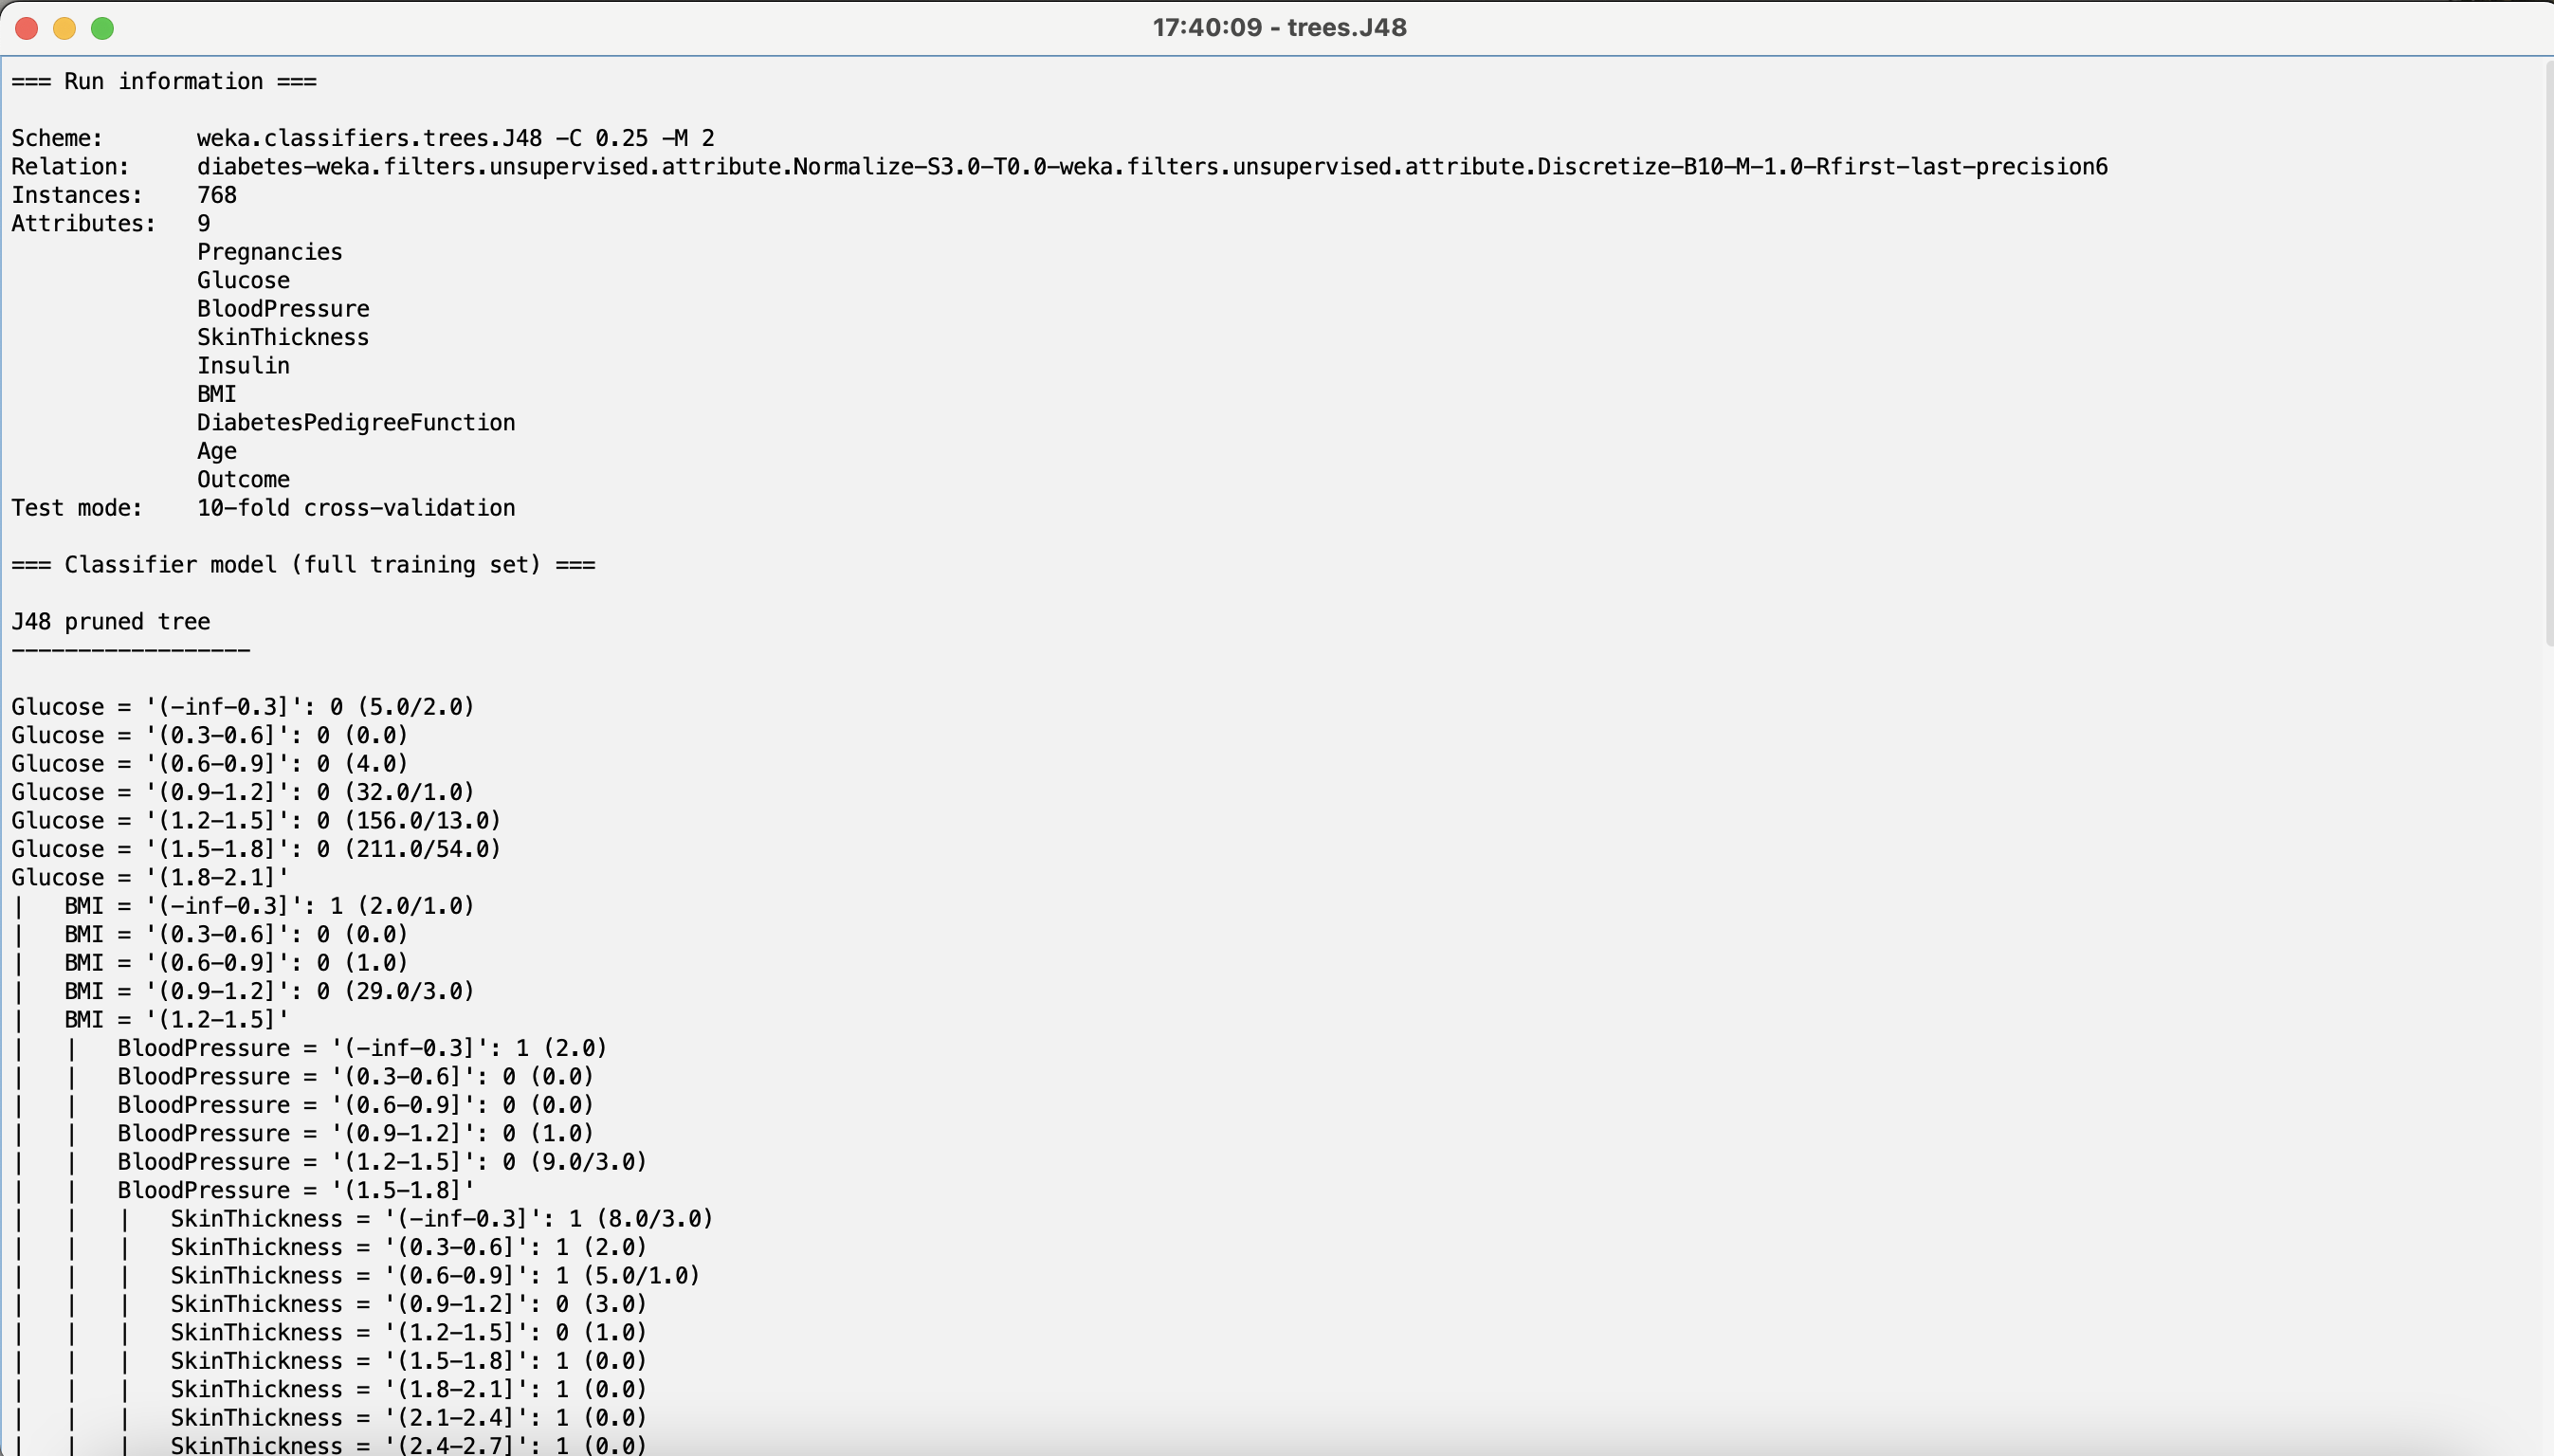 17:40:09 - trees.J48
=== Run information ===
Scheme:       weka.classifiers.trees.J48 -C 0.25 -M 2
Relation:     diabetes-weka.filters.unsupervised.attribute.Normalize-S3.0-T0.0-weka.filters.unsupervised.attribute.Discretize-B10-M-1.0-Rfirst-last-precision6
Instances:    768
Attributes:   9
              Pregnancies
              Glucose
              BloodPressure
              SkinThickness
              Insulin
              BMI
              DiabetesPedigreeFunction
              Age
              Outcome
Test mode:    10-fold cross-validation
=== Classifier model (full training set) ===
J48 pruned tree
------------------
Glucose = '(-inf-0.3]': 0 (5.0/2.0)
Glucose = '(0.3-0.6]': 0 (0.0)
Glucose = '(0.6-0.9]': 0 (4.0)
Glucose = '(0.9-1.2]': 0 (32.0/1.0)
Glucose = '(1.2-1.5]': 0 (156.0/13.0)
Glucose = '(1.5-1.8]': 0 (211.0/54.0)
Glucose = '(1.8-2.1]'
|   BMI = '(-inf-0.3]': 1 (2.0/1.0)
|   BMI = '(0.3-0.6]': 0 (0.0)
|   BMI = '(0.6-0.9]': 0 (1.0)
|   BMI = '(0.9-1.2]': 0 (29.0/3.0)
|   BMI = '(1.2-1.5]'
|   |   BloodPressure = '(-inf-0.3]': 1 (2.0)
|   |   BloodPressure = '(0.3-0.6]': 0 (0.0)
|   |   BloodPressure = '(0.6-0.9]': 0 (0.0)
|   |   BloodPressure = '(0.9-1.2]': 0 (1.0)
|   |   BloodPressure = '(1.2-1.5]': 0 (9.0/3.0)
|   |   BloodPressure = '(1.5-1.8]'
|   |   |   SkinThickness = '(-inf-0.3]': 1 (8.0/3.0)
|   |   |   SkinThickness = '(0.3-0.6]': 1 (2.0)
|   |   |   SkinThickness = '(0.6-0.9]': 1 (5.0/1.0)
|   |   |   SkinThickness = '(0.9-1.2]': 0 (3.0)
|   |   |   SkinThickness = '(1.2-1.5]': 0 (1.0)
|   |   |   SkinThickness = '(1.5-1.8]': 1 (0.0)
|   |   |   SkinThickness = '(1.8-2.1]': 1 (0.0)
|   |   |   SkinThickness = '(2.1-2.4]': 1 (0.0)
|   |   |   SkinThickness = '(2.4-2.7]': 1 (0.0)